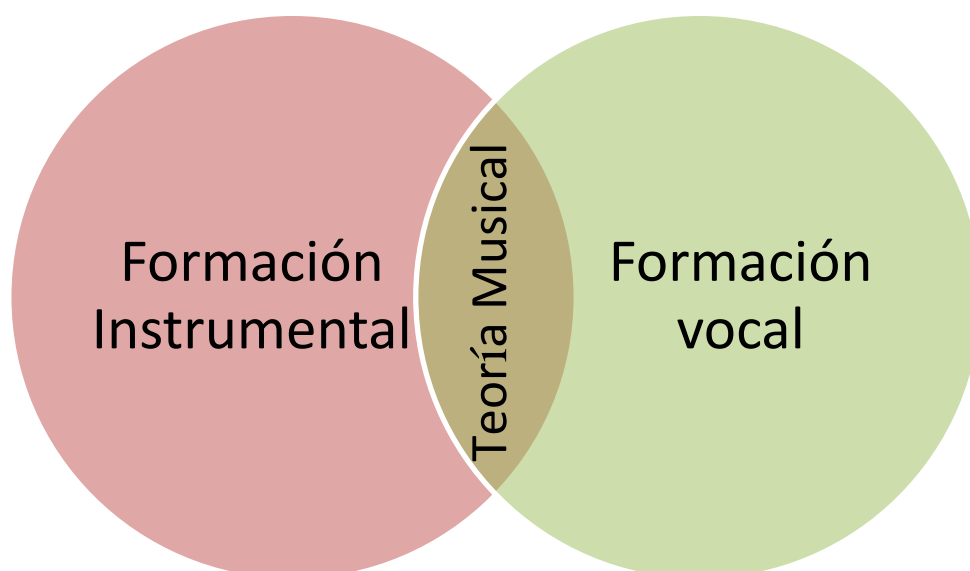 Formación
Instrumental
Teoría Musical
Formación
vocal